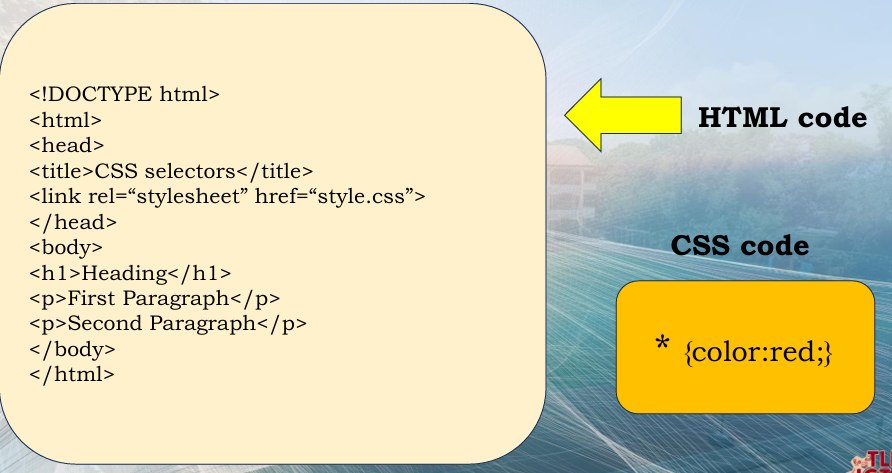 <!DOCTYPE html>
<html>
<head>
<title>CSS selectors</title>
<link rel=“stylesheet” href=“style.css”>
</head>
<body>
<h1>Heading</h1>
<p>First Paragraph</p>
<p>Second Paragraph</p>
</body>
</html>
HTML code
CSS code
* {color:red;}
TL